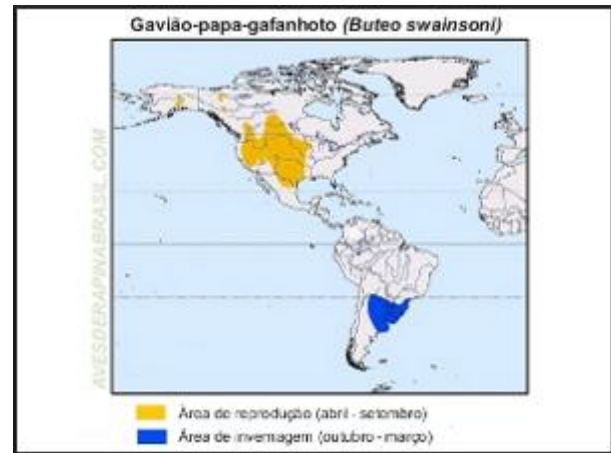 Gavião-papa-gafanhoto (Buteo swainsoni)
AVESDERAPINABRASIL.COM
Área de reprodução (abril - setembro)
Área de invernagem (outubro - março)